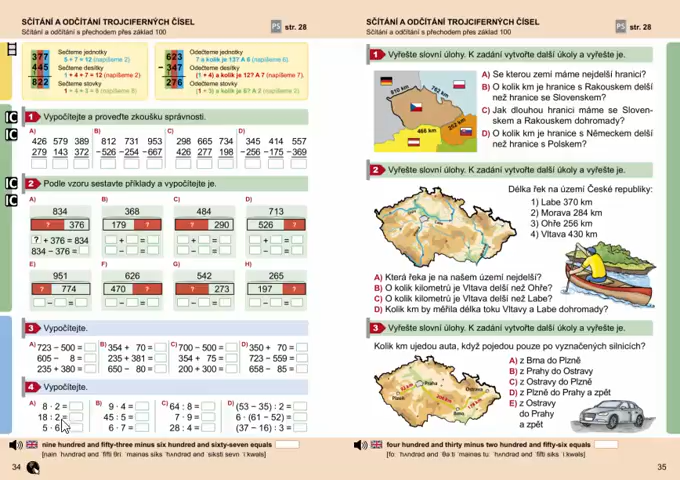 SČÍTÁNÍ A ODČÍTÁNÍ TROJCIFERNÝCH ČÍSEL
Sčítání a odčítání s přechodem přes základ 100
PS str. 28
377
445
822
Sečteme jednotky
5 + 7 = 12 (napíšeme 2)
Sečteme desítky
1 + 4 + 7 = 12 (napíšeme 2)
Sečteme stovky
623
− 347
276
Odečteme jednotky
7 a kolik je 13? A 6 (napíšeme 6)
Odečteme desítky
(1 + 4) a kolik je 12? A 7 (napíšeme 7)
Odečteme stovky
1 Vypočítejte a proveďte zkoušku správnosti.
A) B) C) D)
426 579 389 812 731 953 298 665 734 345 414 557
279 143 372 −526 −254 −667 426 277 198 −256 −175 −369
2 Podle vzoru sestavte příklady a vypočítejte je.
A) B) C) D)
834 368 484 713
? 376 179 ? ? 290 526 ?
? + 376 = 834 + = + = + =
834 − 376 = − = − = − =
E) F) G) H)
951 626 542 265
? 774 470 ? ? 273 197 ?
− = − = − = − =
3 Vypočítejte.
A) 723 − 500 = B) 354 + 70 = C) 700 − 500 = D) 350 + 70 =
605 − 8 = 235 + 381 = 354 + 75 = 723 − 559 =
235 + 380 = 650 − 80 = 200 + 300 = 658 − 85 =
4 Vypočítejte.
A) B) C) D)
8 · 2 = 9 · 4 = 64 : 8 = (53 − 35) : 2 =
18 : 2 = 45 : 5 = 7 · 9 = 6 · (61 − 52) =
5 · 6 6 · 7 = 28 : 4 = (37 − 16) : 3 =
nine hundred and fifty-three minus six hundred and sixty-seven equals
34
SČÍTÁNÍ A ODČÍTÁNÍ TROJCIFERNÝCH ČÍSEL
Sčítání a odčítání s přechodem přes základ 100
PS str. 28
1 Vyřešte slovní úlohy. K zadání vytvořte další úkoly a vyřešte je.
810 km
762 km
466 km
252 km
A) Se kterou zemí máme nejdelší hranici?
B) O kolik km je hranice s Rakouskem delší
než hranice se Slovenskem?
C) Jak dlouhou hranici máme se Sloven-
skem a Rakouskem dohromady?
D) O kolik km je hranice s Německem delší
než hranice s Polskem?
2 Vyřešte slovní úlohy. K zadání vytvořte další úkoly a vyřešte je.
Délka řek na území České republiky:
1) Labe 370 km
2) Morava 284 km
3) Ohře 256 km
4) Vltava 430 km
A) Která řeka je na našem území nejdelší?
B) O kolik kilometrů je Vltava delší než Ohře?
C) O kolik kilometrů je Vltava delší než Labe?
D) Kolik km by měřila délka toku Vltavy a Labe dohromady?
3 Vyřešte slovní úlohy. K zadání vytvořte další úkoly a vyřešte je.
Kolik km ujedou auta, když pojedou pouze po vyznačených silnicích?
Praha
Plzeň
Ostrava
Brno
A) z Brna do Plzně
B) z Prahy do Ostravy
C) z Ostravy do Plzně
D) z Plzně do Prahy a zpět
E) z Ostravy
do Prahy
a zpět
four hundred and thirty minus two hundred and fifty-six equals
35